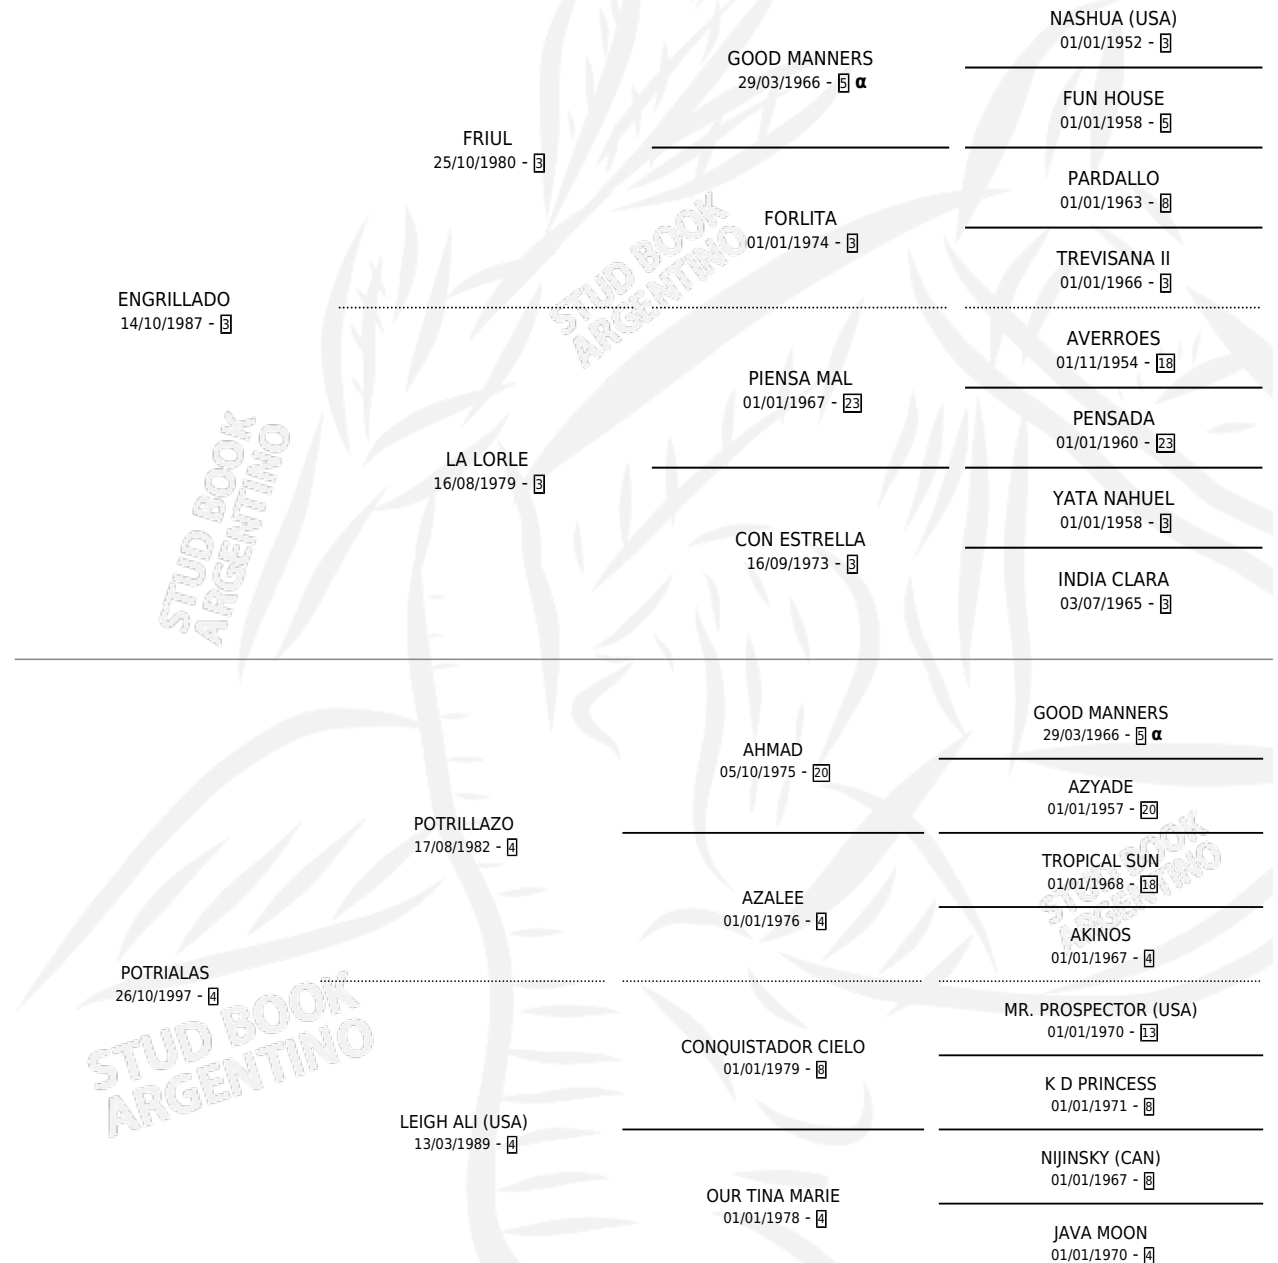 NASHUA (USA)
01/01/1952 - 3
GOOD MANNERS
29/03/1966 - 5 α
FUN HOUSE
01/01/1958 - 5
FRIUL
25/10/1980 - 3
PARDALLO
01/01/1963 - 8
FORLITA
01/01/1974 - 3
TREVISANA II
01/01/1966 - 3
ENGRILLADO
14/10/1987 - 3
STUD BOOK
ARGENTINO
AVERROES
01/11/1954 - 18
PIENSA MAL
01/01/1967 - 23
PENSADA
01/01/1960 - 23
LA LORLE
16/08/1979 - 3
YATA NAHUEL
01/01/1958 - 3
CON ESTRELLA
16/09/1973 - 3
INDIA CLARA
03/07/1965 - 3
STUD BOOK
ARGENTINO
GOOD MANNERS
29/03/1966 - 5 α
AHMAD
05/10/1975 - 20
AZYADE
01/01/1957 - 20
POTRILLAZO
17/08/1982 - 4
TROPICAL SUN
01/01/1968 - 18
AZALEE
01/01/1976 - 4
AKINOS
01/01/1967 - 4
STUD BOOK
ARGENTINO
POTRIALAS
26/10/1997 - 4
MR. PROSPECTOR (USA)
01/01/1970 - 13
CONQUISTADOR CIELO
01/01/1979 - 8
K D PRINCESS
01/01/1971 - 8
LEIGH ALI (USA)
13/03/1989 - 4
NIJINSKY (CAN)
01/01/1967 - 8
OUR TINA MARIE
01/01/1978 - 4
JAVA MOON
01/01/1970 - 4
STUD BOOK
ARGENTINO